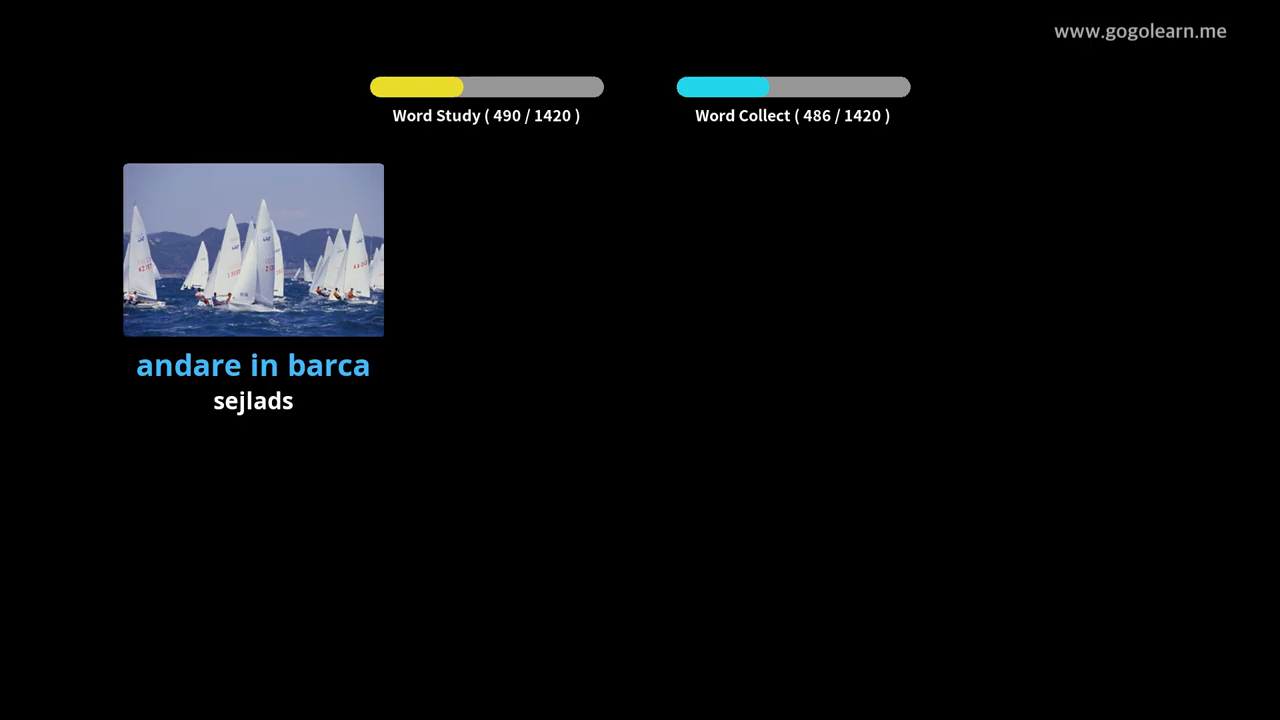 www.gogolearn.me
Word Study ( 490 / 1420 )
Word Collect ( 486 / 1420 )
andare in barca
sejlads